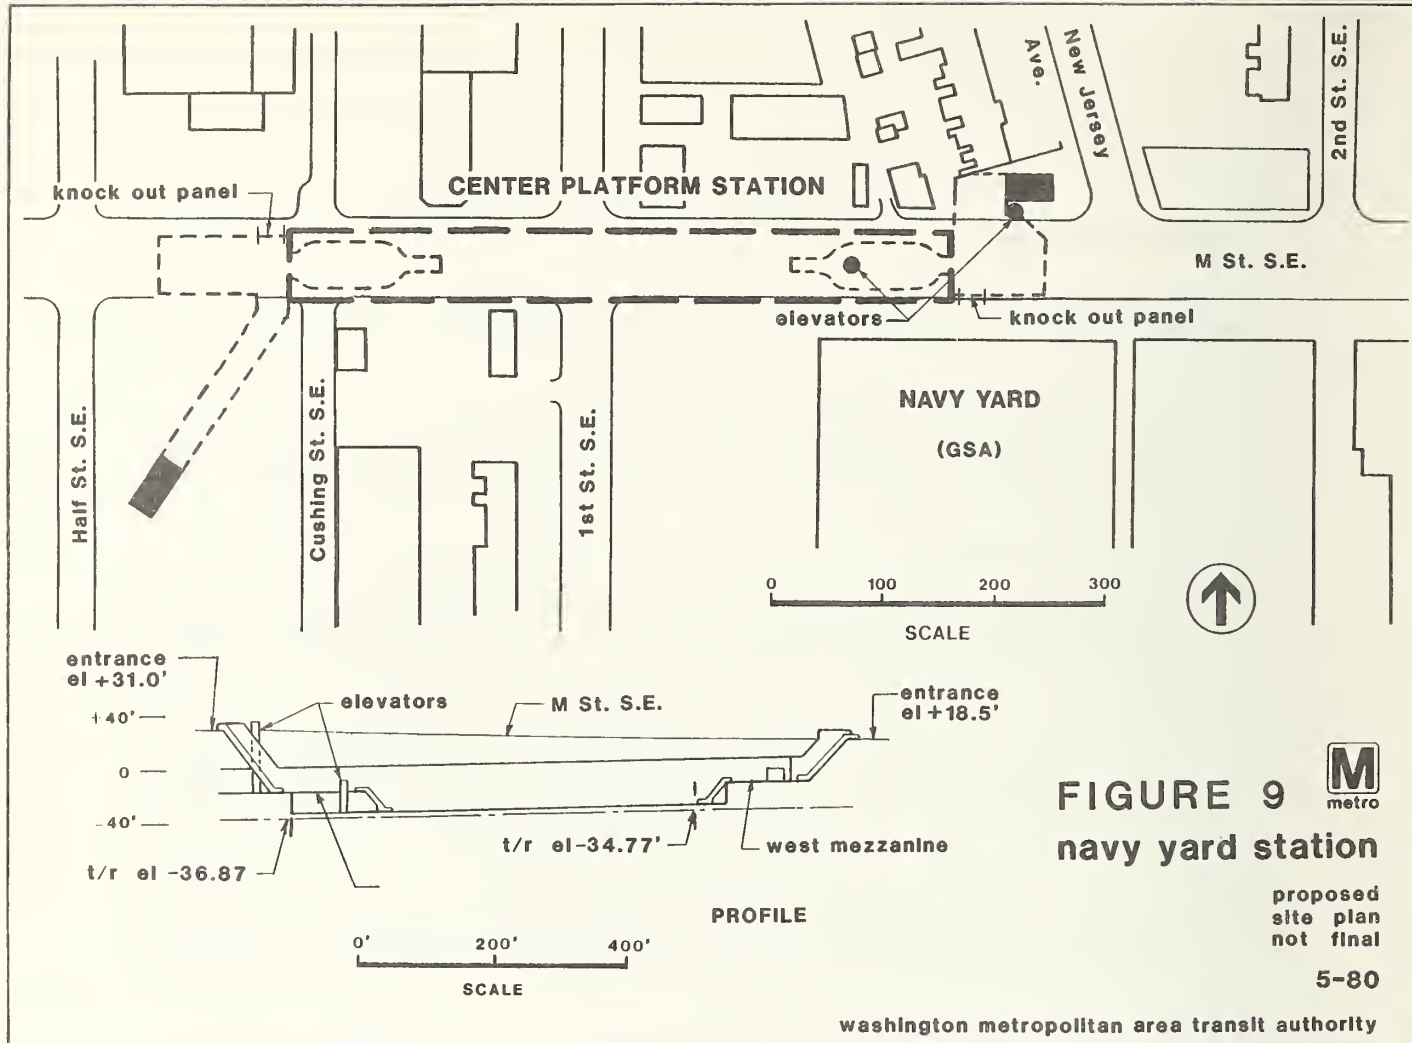 New Jersey
Ave.
2nd St. S.E.
knock out panel
CENTER PLATFORM STATION
M St. S.E.
elevators
knock out panel
NAVY YARD
(GSA)
Half St. S.E.
Cushing St. S.E.
1st St. S.E.
0 100 200 300
SCALE
entrance
el +31.0'
elevators
M St. S.E.
entrance
el +18.5'
+40'
0
-40'
t/r el -36.87
t/r el-34.77'
west mezzanine
PROFILE
0' 200' 400'
SCALE
FIGURE 9
M
metro
navy yard station
proposed
site plan
not final
5-80
washington metropolitan area transit authority